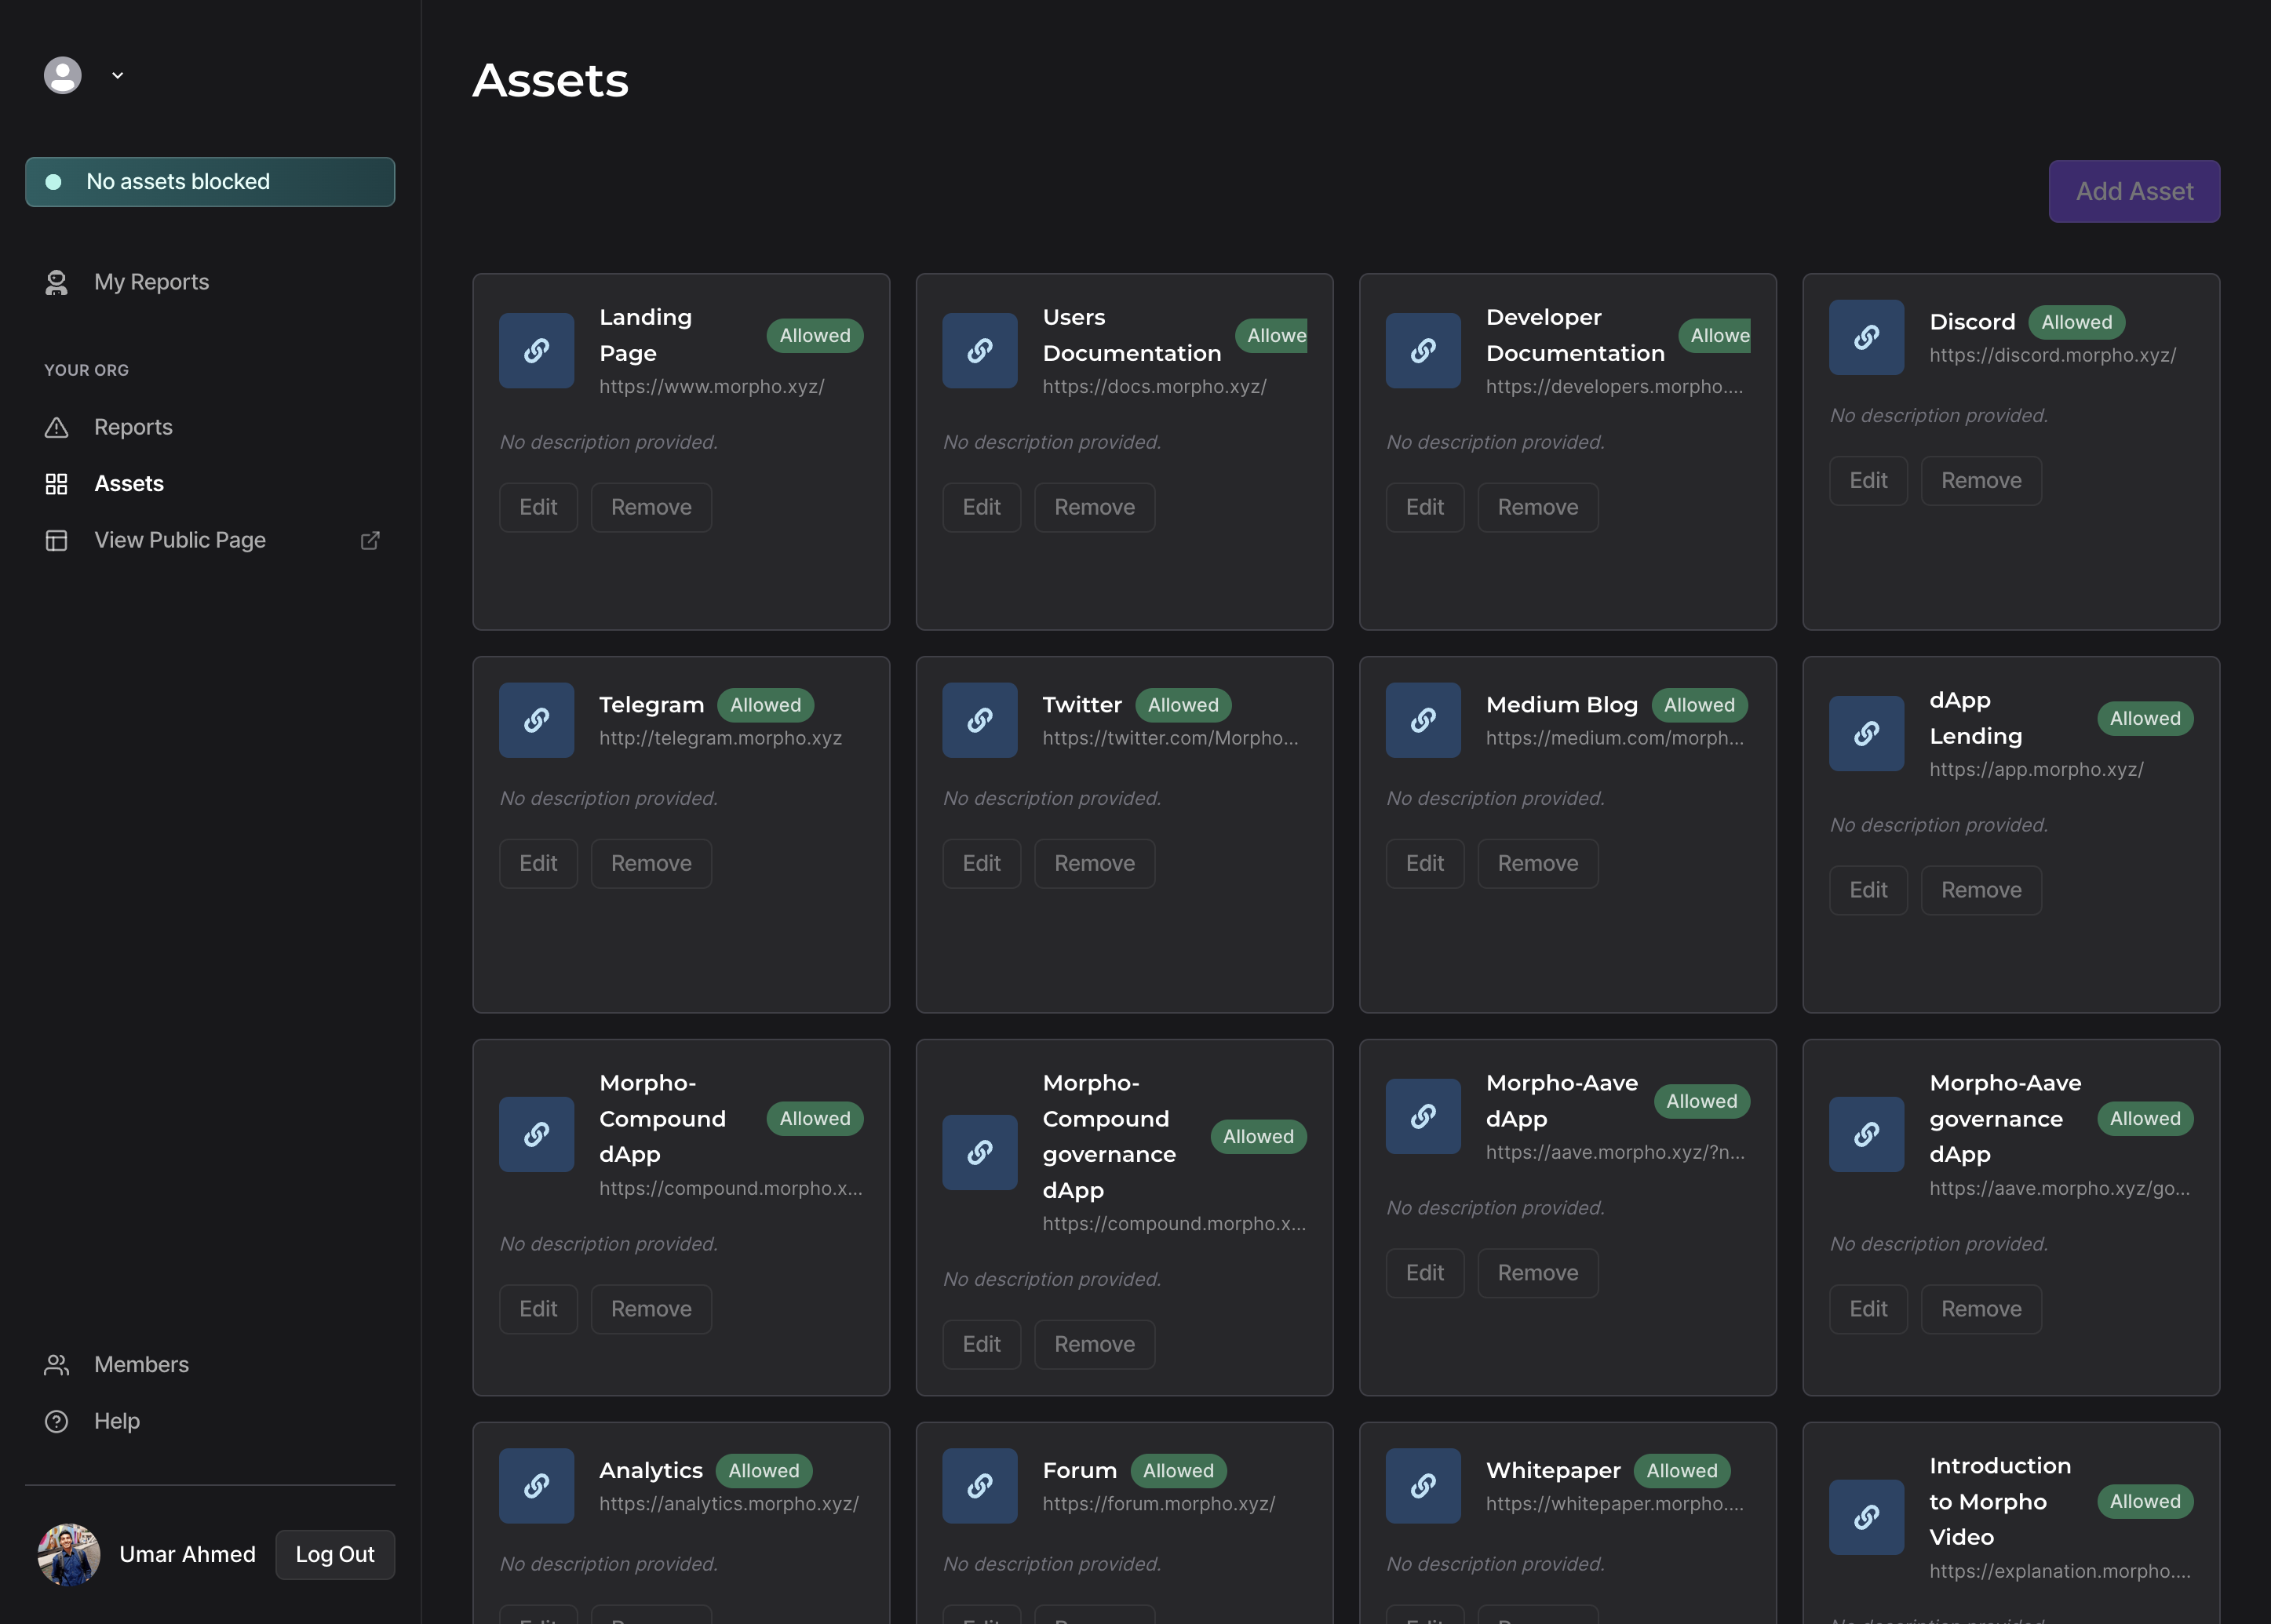 Assets
No assets blocked
My Reports
YOUR ORG
Reports
Assets
View Public Page
Members
Help
Umar Ahmed
Log Out
Add Asset
Landing
Page
Allowed
https://www.morpho.xyz/
No description provided.
Edit
Remove
Users
Documentation
Allowe
https://docs.morpho.xyz/
No description provided.
Edit
Remove
Developer
Documentation
Allowe
https://developers.morpho....
No description provided.
Edit
Remove
Discord
Allowed
https://discord.morpho.xyz/
No description provided.
Edit
Remove
Telegram
Allowed
http://telegram.morpho.xyz
No description provided.
Edit
Remove
Twitter
Allowed
https://twitter.com/Morpho...
No description provided.
Edit
Remove
Medium Blog
Allowed
https://medium.com/morph...
No description provided.
Edit
Remove
dApp
Lending
Allowed
https://app.morpho.xyz/
No description provided.
Edit
Remove
Morpho-
Compound
dApp
Allowed
https://compound.morpho.x...
No description provided.
Edit
Remove
Morpho-
Compound
governance
dApp
Allowed
https://compound.morpho.x...
No description provided.
Edit
Remove
Morpho-Aave
dApp
Allowed
https://aave.morpho.xyz/?n...
No description provided.
Edit
Remove
Morpho-Aave
governance
dApp
Allowed
https://aave.morpho.xyz/go...
No description provided.
Edit
Remove
Analytics
Allowed
https://analytics.morpho.xyz/
No description provided.
Forum
Allowed
https://forum.morpho.xyz/
No description provided.
Whitepaper
Allowed
https://whitepaper.morpho....
No description provided.
Introduction
to Morpho
Video
Allowed
https://explanation.morpho....